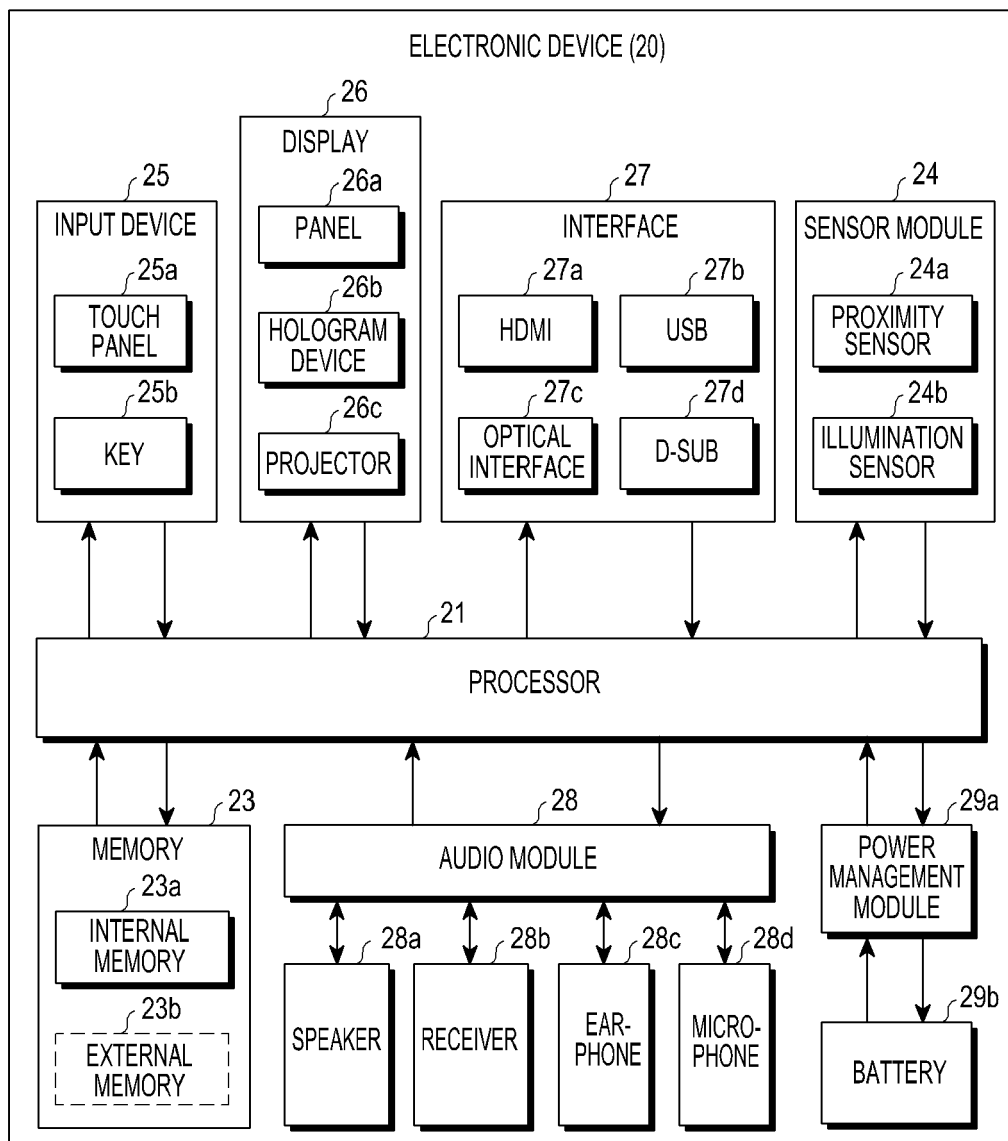 ELECTRONIC DEVICE (20)
26
DISPLAY
26a
PANEL
26b
HOLOGRAM
DEVICE
26c
PROJECTOR
25
INPUT DEVICE
25a
TOUCH
PANEL
25b
KEY
27
INTERFACE
27a
HDMI
27b
USB
27c
OPTICAL
INTERFACE
27d
D-SUB
24
SENSOR MODULE
24a
PROXIMITY
SENSOR
24b
ILLUMINATION
SENSOR
21
PROCESSOR
23
MEMORY
23a
INTERNAL
MEMORY
23b
EXTERNAL
MEMORY
28
AUDIO MODULE
28a
SPEAKER
28b
RECEIVER
28c
EAR-
PHONE
28d
MICRO-
PHONE
29a
POWER
MANAGEMENT
MODULE
29b
BATTERY